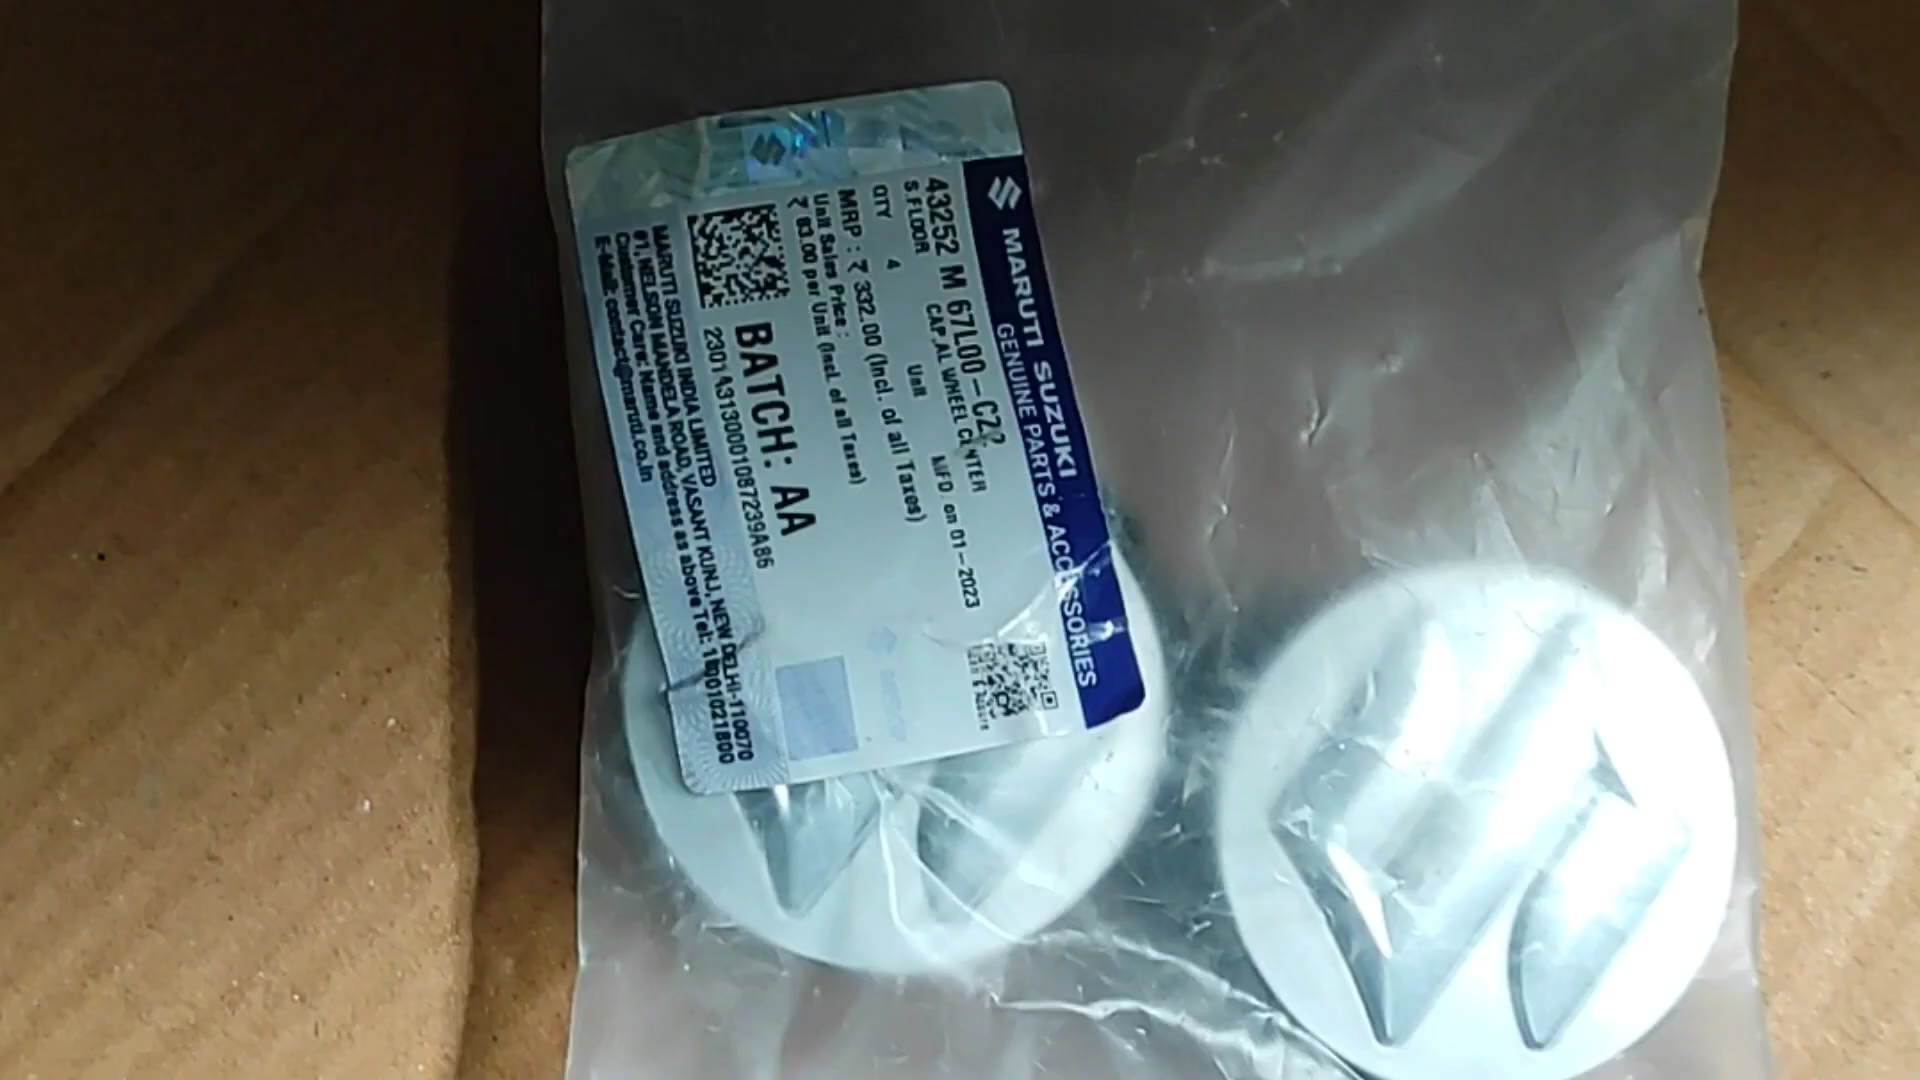 MARUTI SUZUKI
GENUINE PARTS & ACCESSORIES
43252 M 67L00-CZ2
S.FLOOR CAP,AL WHEEL CENTER
QTY 4 Unit MFD. on 01-2023
MRP : ₹ 332.00 (Incl. of all Taxes)
Unit Sales Price :
₹ 83.00 per Unit (Incl. of all Taxes)
BATCH: AA
MARUTI SUZUKI INDIA LIMITED
#1, NELSON MANDELA ROAD, VASANT KUNJ, NEW DELHI-110070
Customer Care: Name and address as above Tel: 18001021800
E-Mail: contact@maruti.co.in